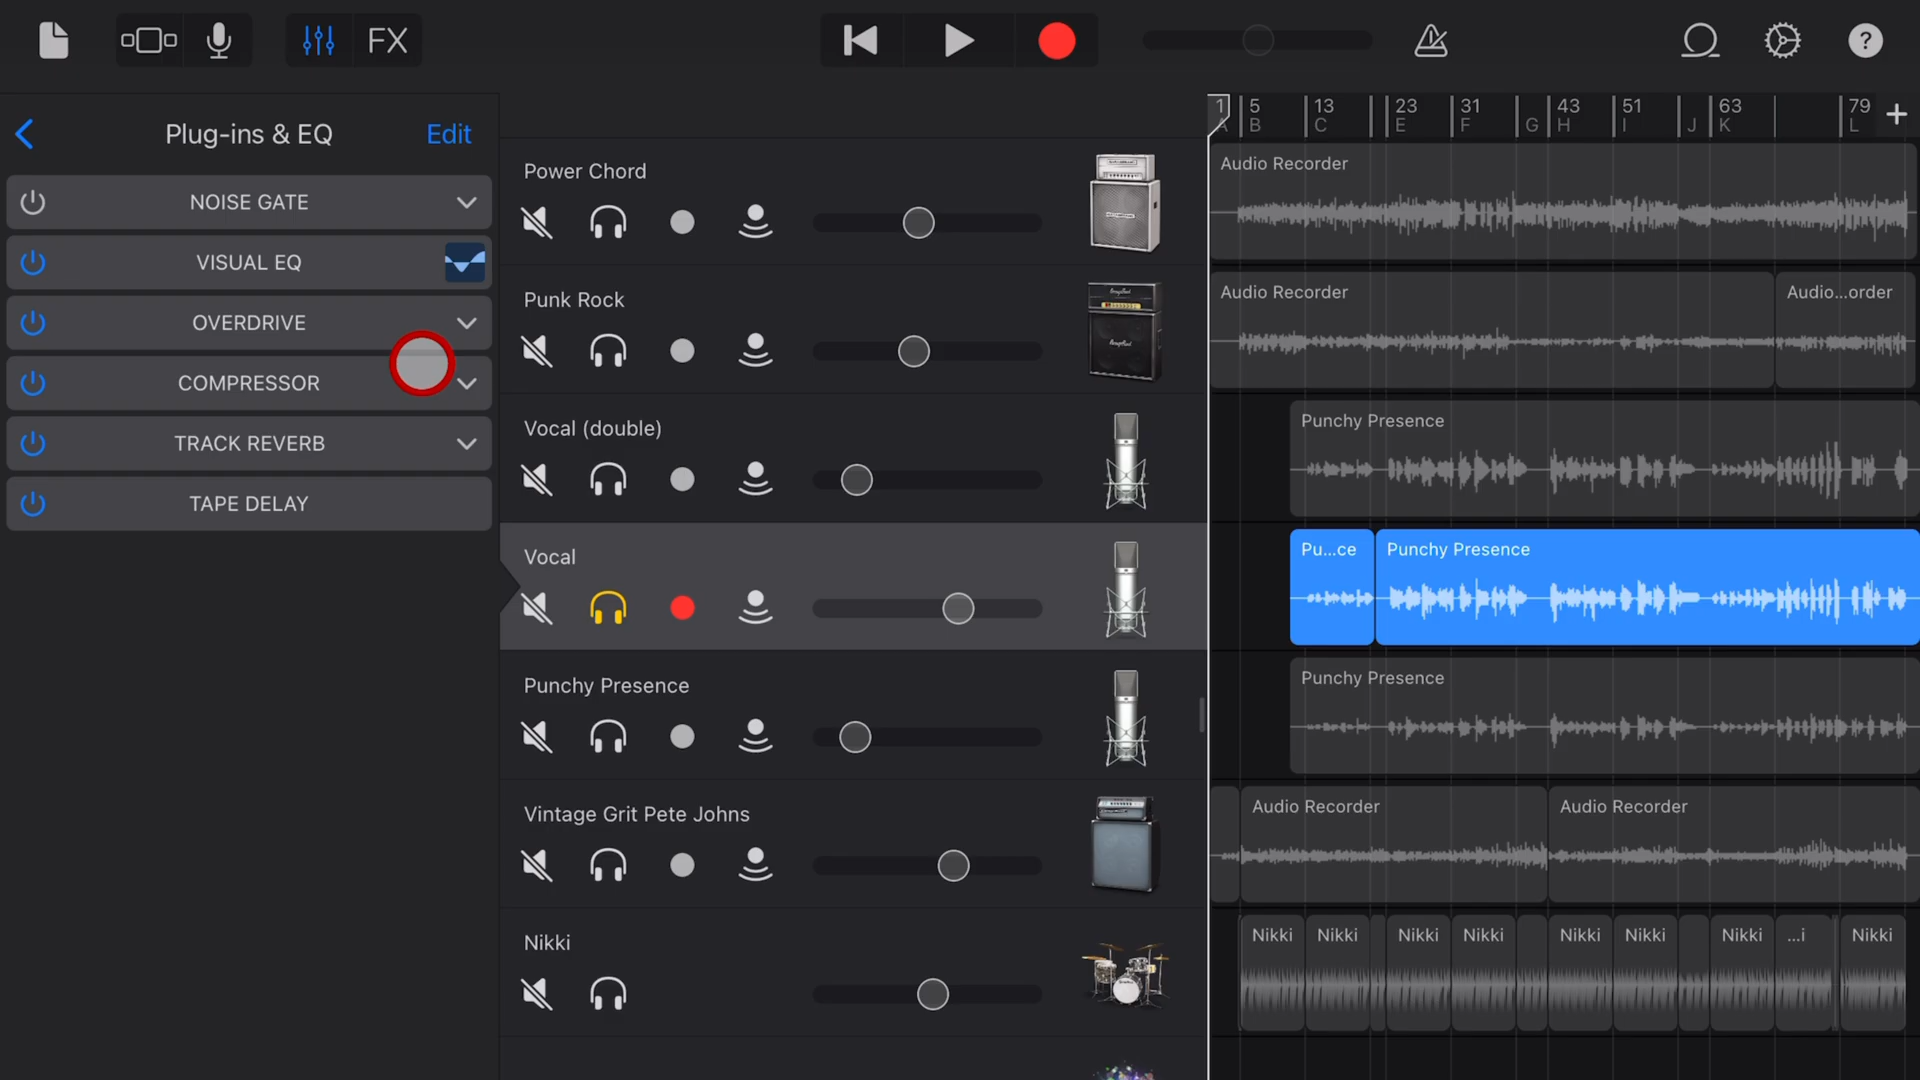 FX
Plug-ins & EQ
Edit
NOISE GATE
VISUAL EQ
OVERDRIVE
COMPRESSOR
TRACK REVERB
TAPE DELAY
Power Chord
Punk Rock
Vocal (double)
Vocal
Punchy Presence
Vintage Grit Pete Johns
Nikki
1 5 13 23 31 43 51 63 79 +
A B C E F G H I J K L
Audio Recorder
Audio Recorder
Audio...order
Punchy Presence
Pu...ce
Punchy Presence
Punchy Presence
Audio Recorder
Audio Recorder
Nikki Nikki Nikki Nikki Nikki Nikki Nikki ...i Nikki
?